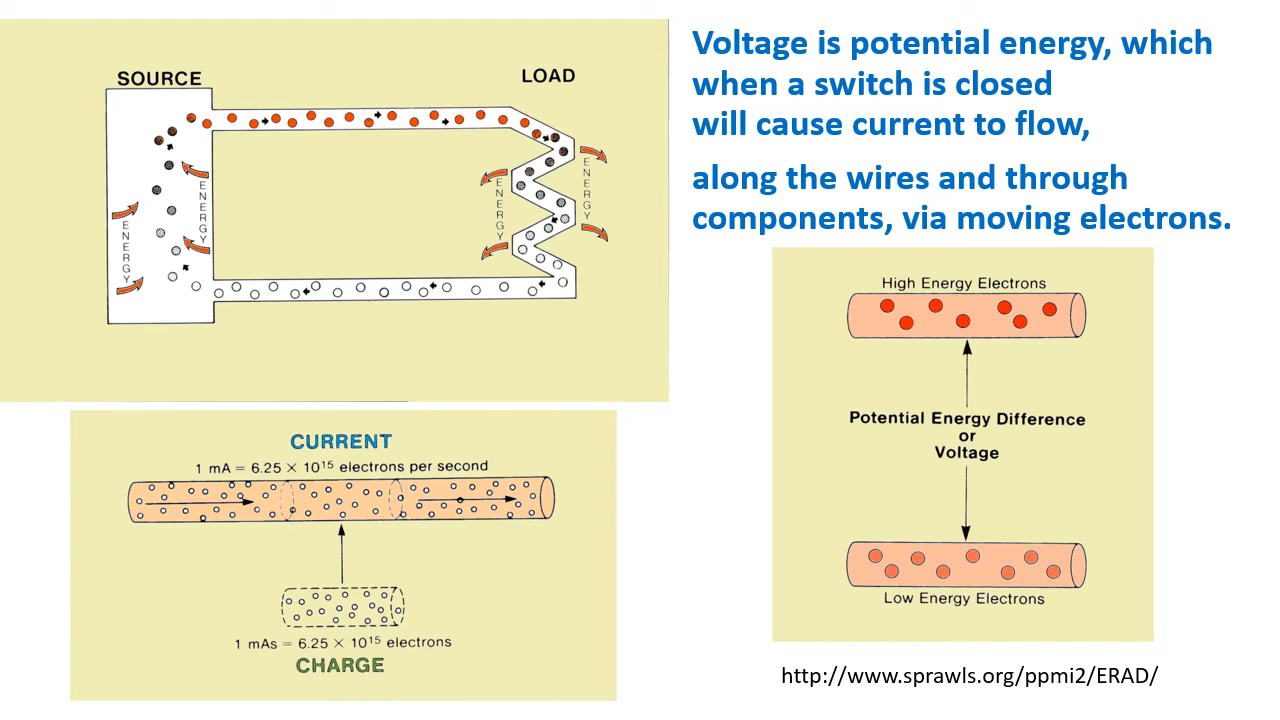 SOURCE
LOAD
ENERGY
ENERGY
ENERGY
ENERGY
Voltage is potential energy, which
when a switch is closed
will cause current to flow,
along the wires and through
components, via moving electrons.
CURRENT
1 mA = 6.25 × 10¹⁵ electrons per second
1 mAs = 6.25 × 10¹⁵ electrons
CHARGE
High Energy Electrons
Potential Energy Difference
or
Voltage
Low Energy Electrons
http://www.sprawls.org/ppmi2/ERAD/